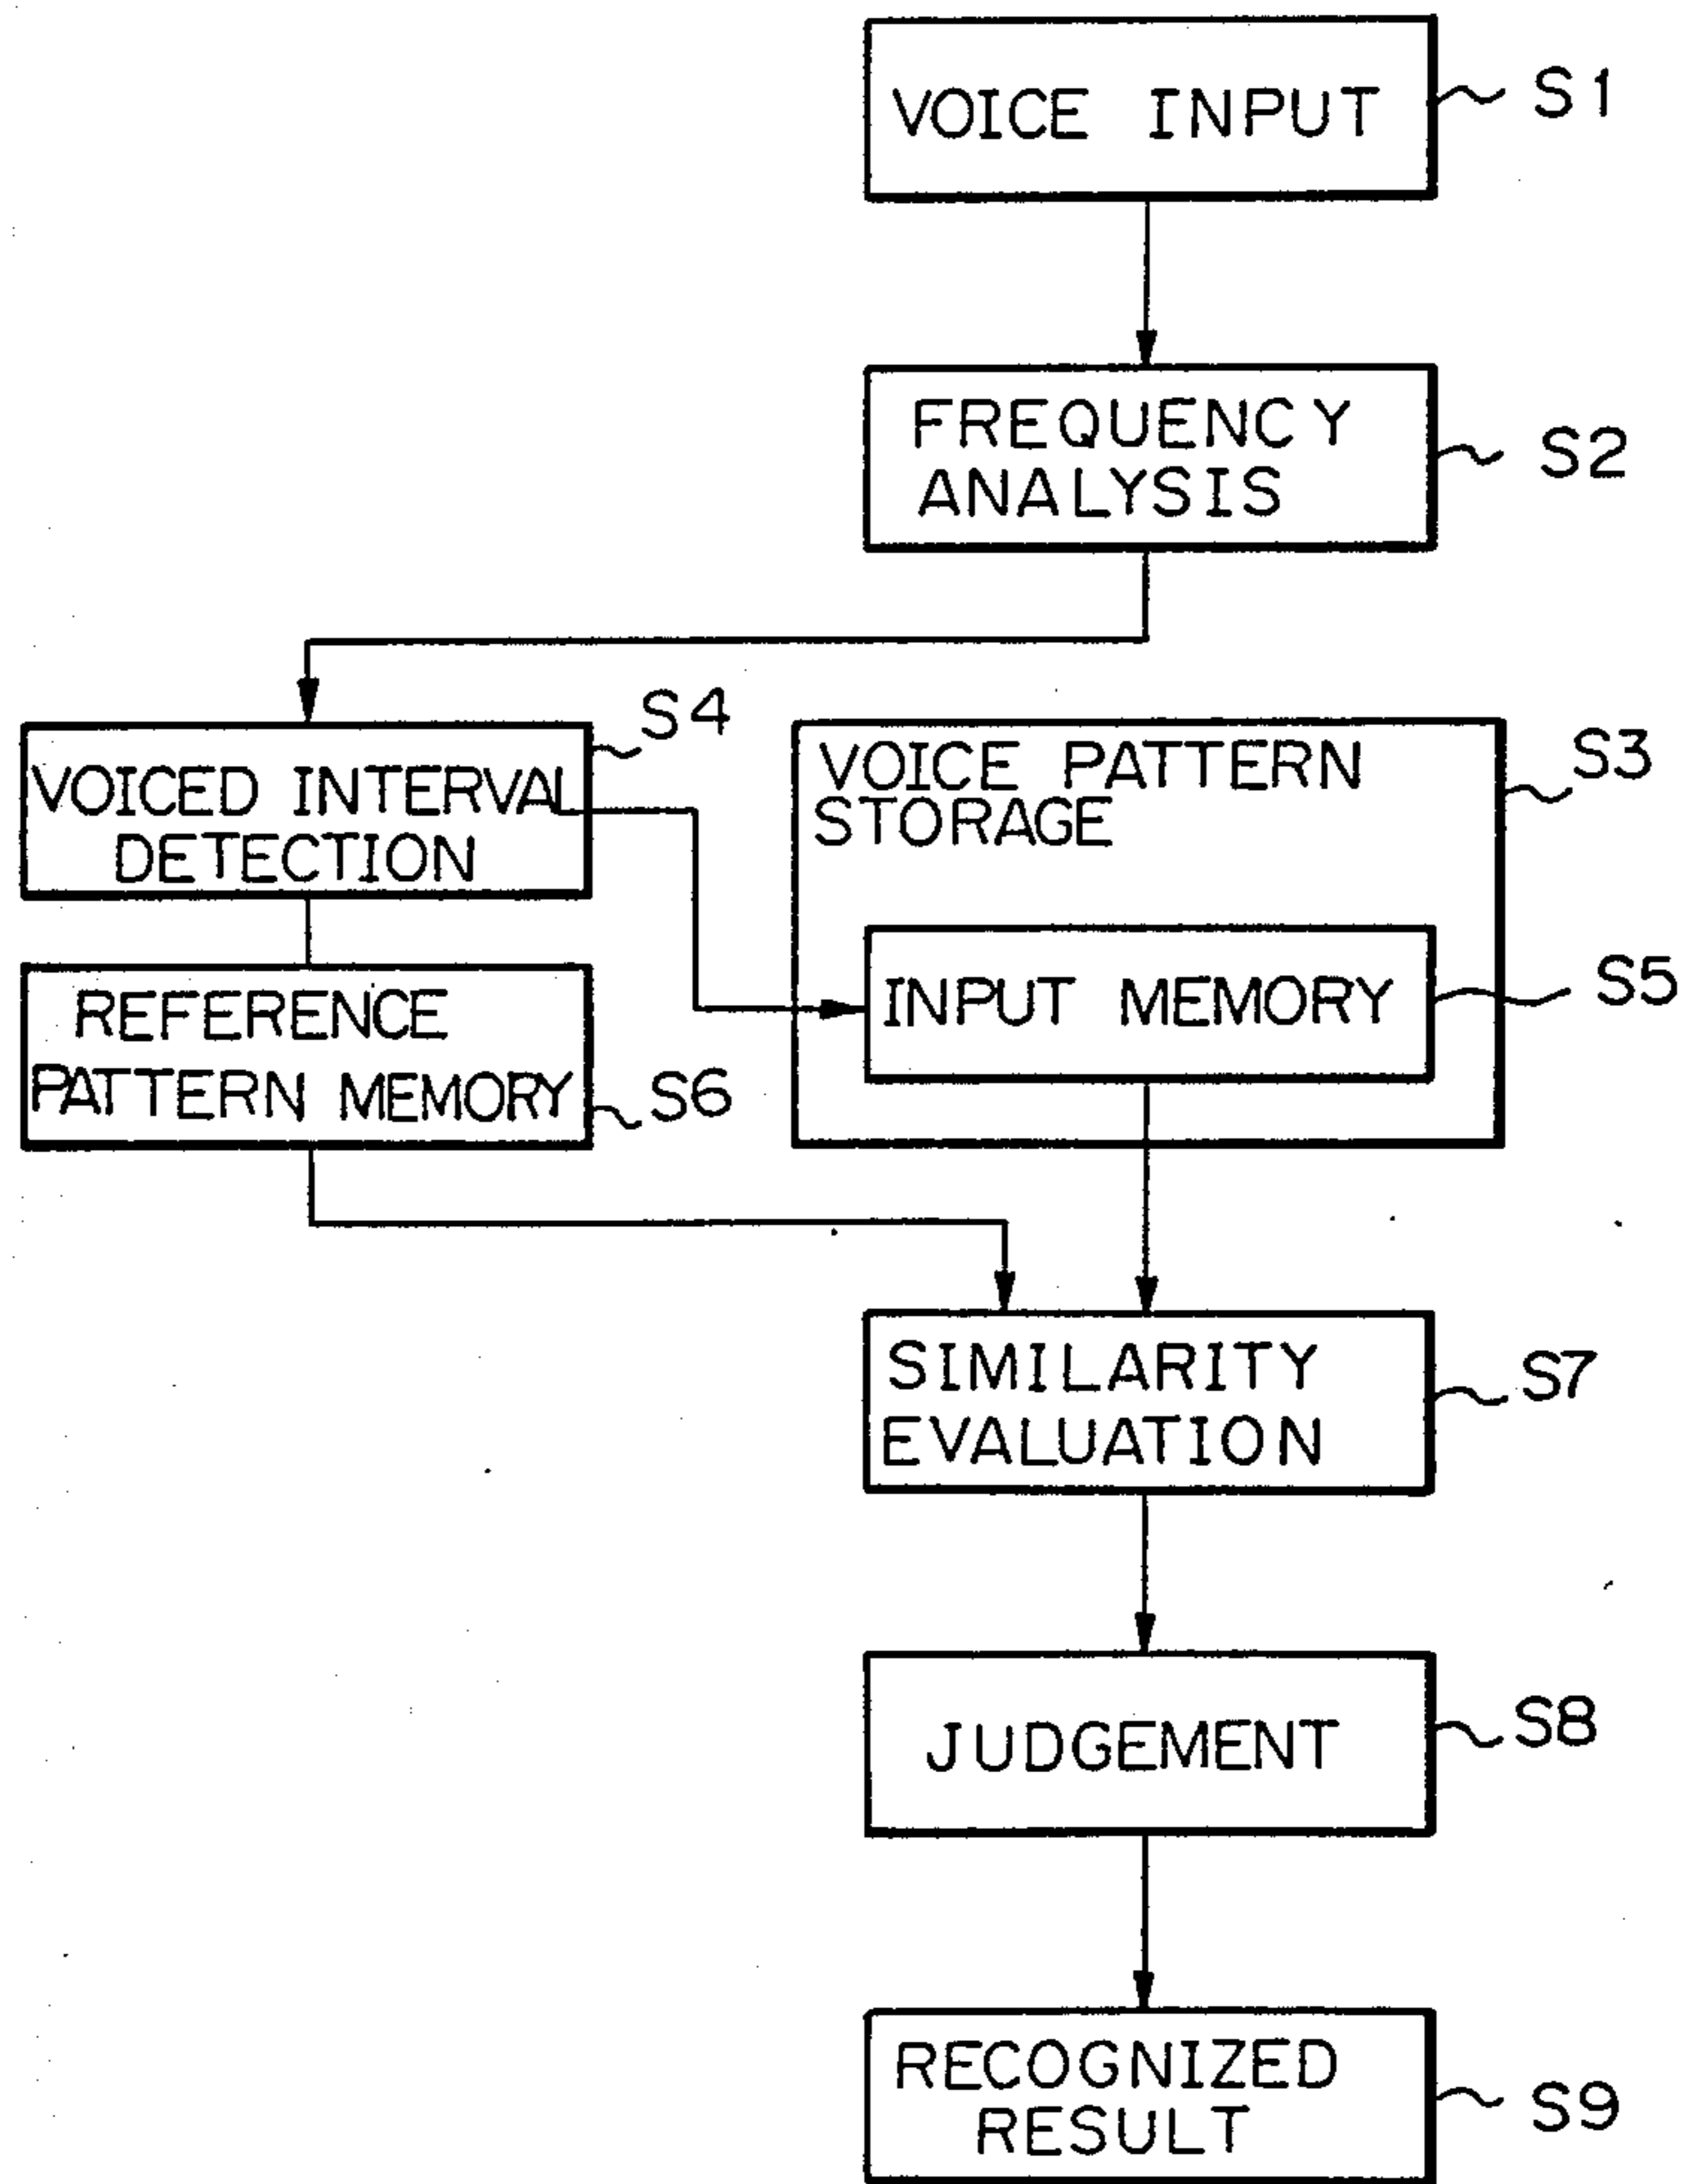 VOICE INPUT
S1
FREQUENCY
ANALYSIS
S2
S4
VOICED INTERVAL
DETECTION
VOICE PATTERN
STORAGE
S3
INPUT MEMORY
S5
REFERENCE
PATTERN MEMORY
S6
SIMILARITY
EVALUATION
S7
JUDGEMENT
S8
RECOGNIZED
RESULT
S9